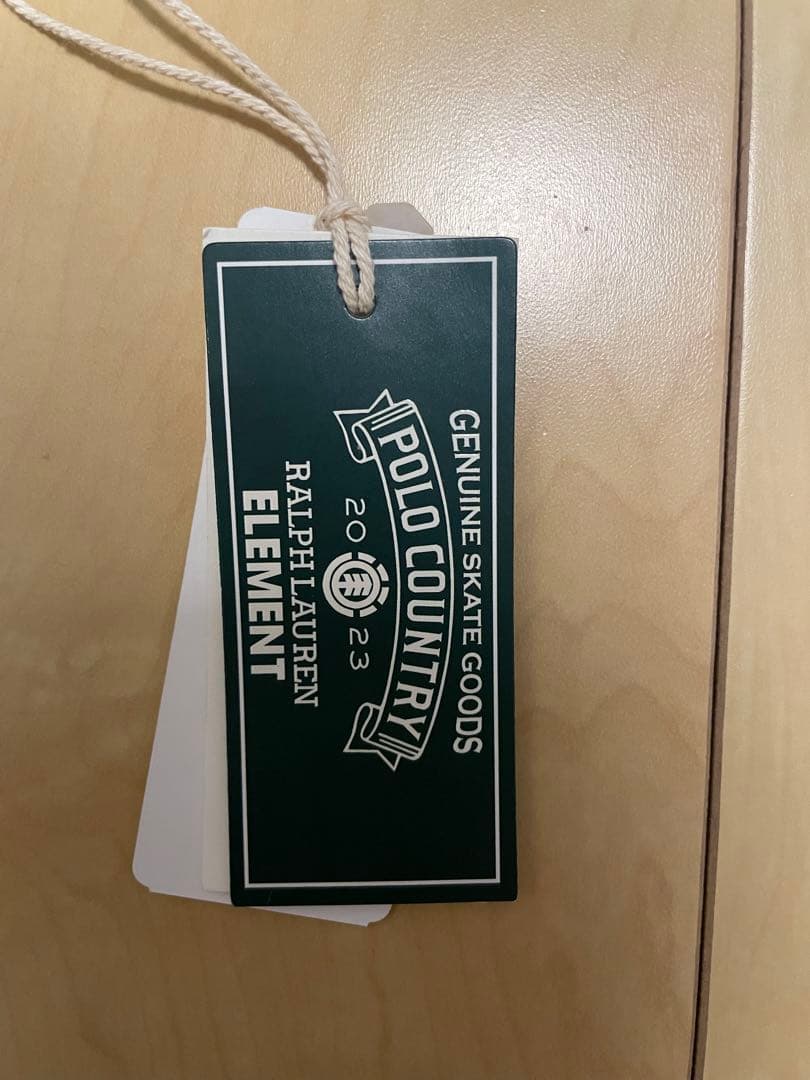 GENUINE SKATE GOODS
POLO COUNTRY
20 23
RALPH LAUREN
ELEMENT